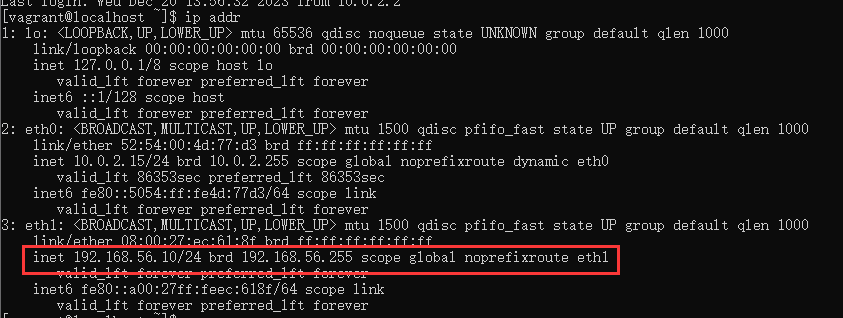 Last login: Wed Dec 20 13:56:32 2023 from 10.0.2.2
[vagrant@localhost ~]$ ip addr
1: lo: <LOOPBACK,UP,LOWER_UP> mtu 65536 qdisc noqueue state UNKNOWN group default qlen 1000
link/loopback 00:00:00:00:00:00 brd 00:00:00:00:00:00
inet 127.0.0.1/8 scope host lo
valid_lft forever preferred_lft forever
inet6 ::1/128 scope host
valid_lft forever preferred_lft forever
2: eth0: <BROADCAST,MULTICAST,UP,LOWER_UP> mtu 1500 qdisc pfifo_fast state UP group default qlen 1000
link/ether 52:54:00:4d:77:d3 brd ff:ff:ff:ff:ff:ff
inet 10.0.2.15/24 brd 10.0.2.255 scope global noprefixroute dynamic eth0
valid_lft 86353sec preferred_lft 86353sec
inet6 fe80::5054:ff:fe4d:77d3/64 scope link
valid_lft forever preferred_lft forever
3: eth1: <BROADCAST,MULTICAST,UP,LOWER_UP> mtu 1500 qdisc pfifo_fast state UP group default qlen 1000
link/ether 08:00:27:ec:61:8f brd ff:ff:ff:ff:ff:ff
inet 192.168.56.10/24 brd 192.168.56.255 scope global noprefixroute eth1
valid_lft forever preferred_lft forever
inet6 fe80::a00:27ff:feec:618f/64 scope link
valid_lft forever preferred_lft forever
[vagrant@localhost ~]$